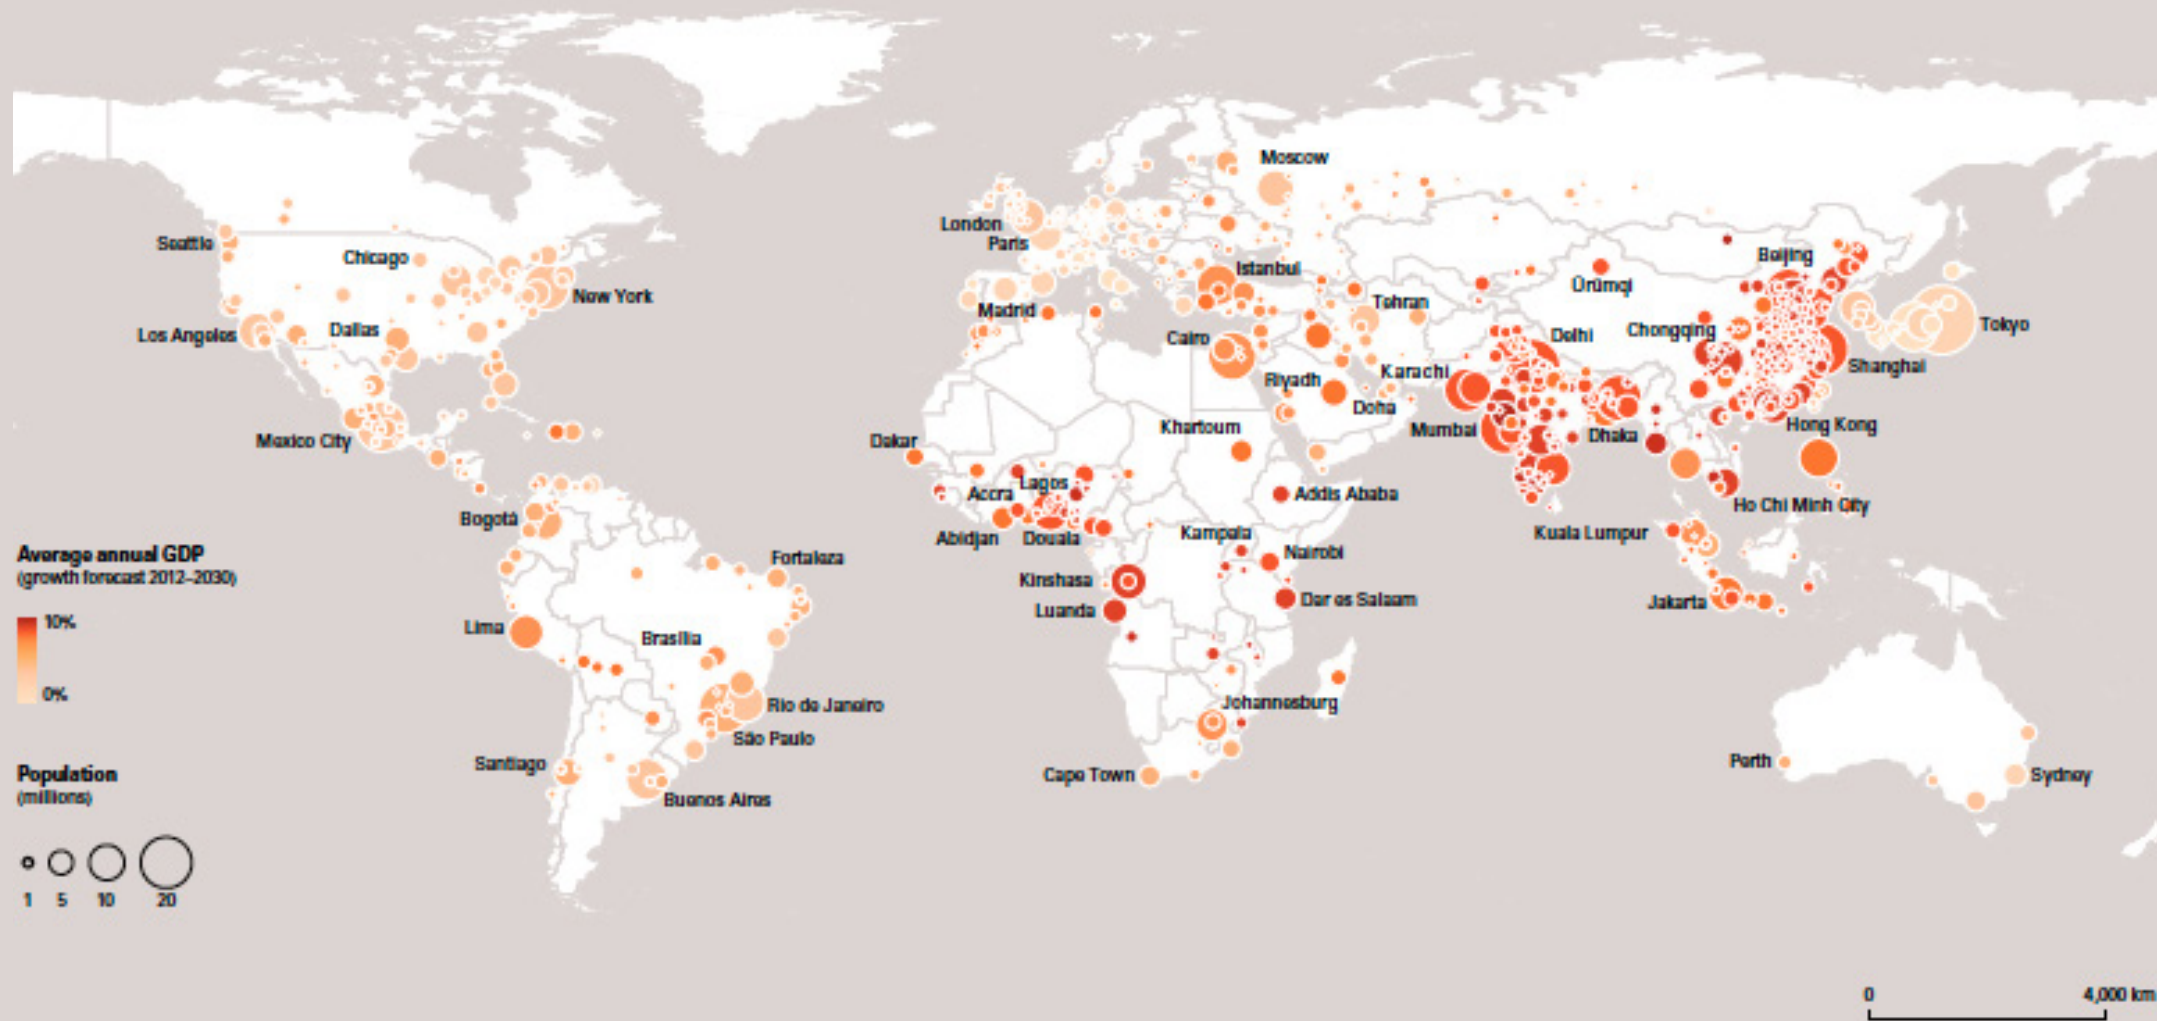 Moscow
London
Paris
Seattle
Chicago
Istanbul
Beijing
Ürümqi
New York
Madrid
Tehran
Los Angeles
Dallas
Cairo
Delhi
Chongqing
Tokyo
Shanghai
Riyadh
Karachi
Doha
Mexico City
Dakar
Khartoum
Mumbai
Dhaka
Hong Kong
Accra
Lagos
Addis Ababa
Ho Chi Minh City
Bogotá
Abidjan
Douala
Kampala
Kuala Lumpur
Average annual GDP
(growth forecast 2012–2030)
Fortaleza
Nairobi
Kinshasa
10%
Luanda
Dar es Salaam
Jakarta
Lima
Brasília
0%
Rio de Janeiro
Johannesburg
São Paulo
Santiago
Perth
Population
(millions)
Cape Town
Sydney
Buenos Aires
1 5 10 20
0 4,000 km